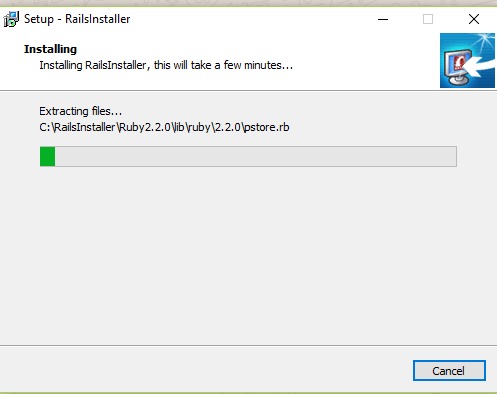 Setup - RailsInstaller
Installing
Installing RailsInstaller, this will take a few minutes...
Extracting files...
C:\RailsInstaller\Ruby2.2.0\lib\ruby\2.2.0\pstore.rb
Cancel